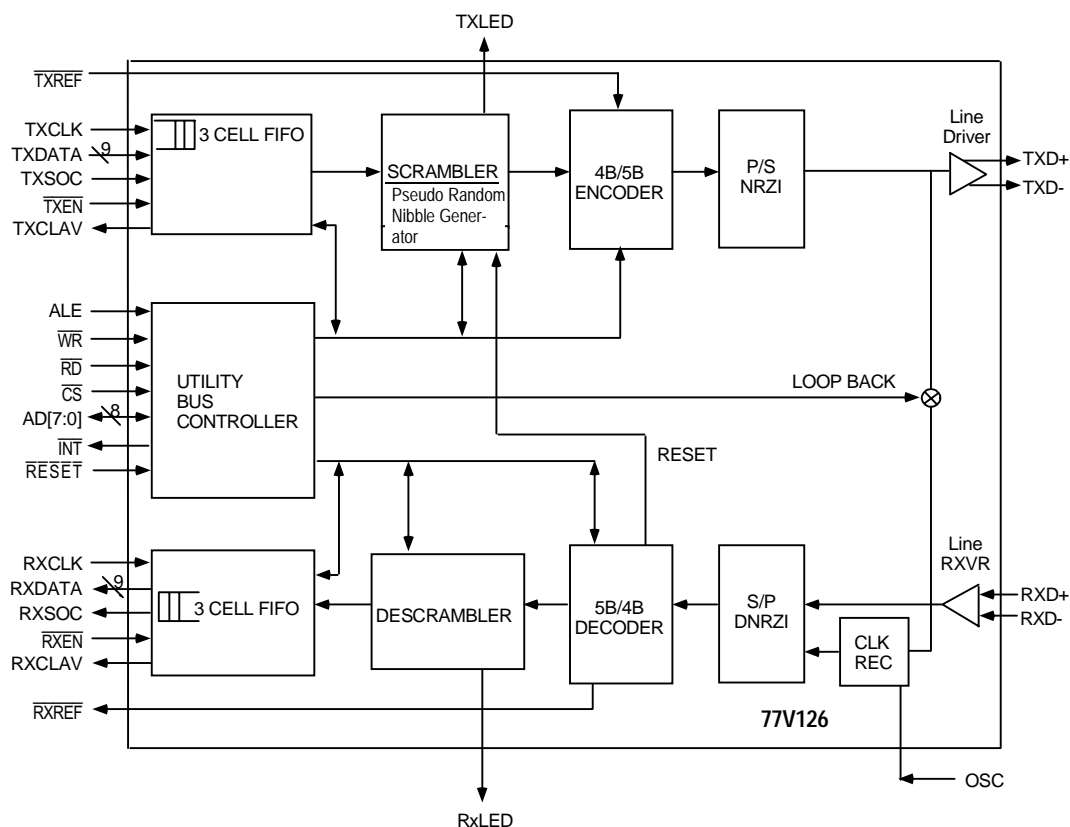 TXLED
TXREF
TXCLK
TXDATA
9
TXSOC
TXEN
TXCLAV
3 CELL FIFO
SCRAMBLER
Pseudo Random
Nibble Gener-
ator
4B/5B
ENCODER
P/S
NRZI
Line
Driver
TXD+
TXD-
ALE
WR
RD
CS
AD[7:0]
8
INT
RESET
UTILITY
BUS
CONTROLLER
LOOP BACK
RESET
RXCLK
RXDATA
9
RXSOC
RXEN
RXCLAV
RXREF
3 CELL FIFO
DESCRAMBLER
5B/4B
DECODER
S/P
DNRZI
CLK
REC
Line
RXVR
RXD+
RXD-
77V126
OSC
RxLED